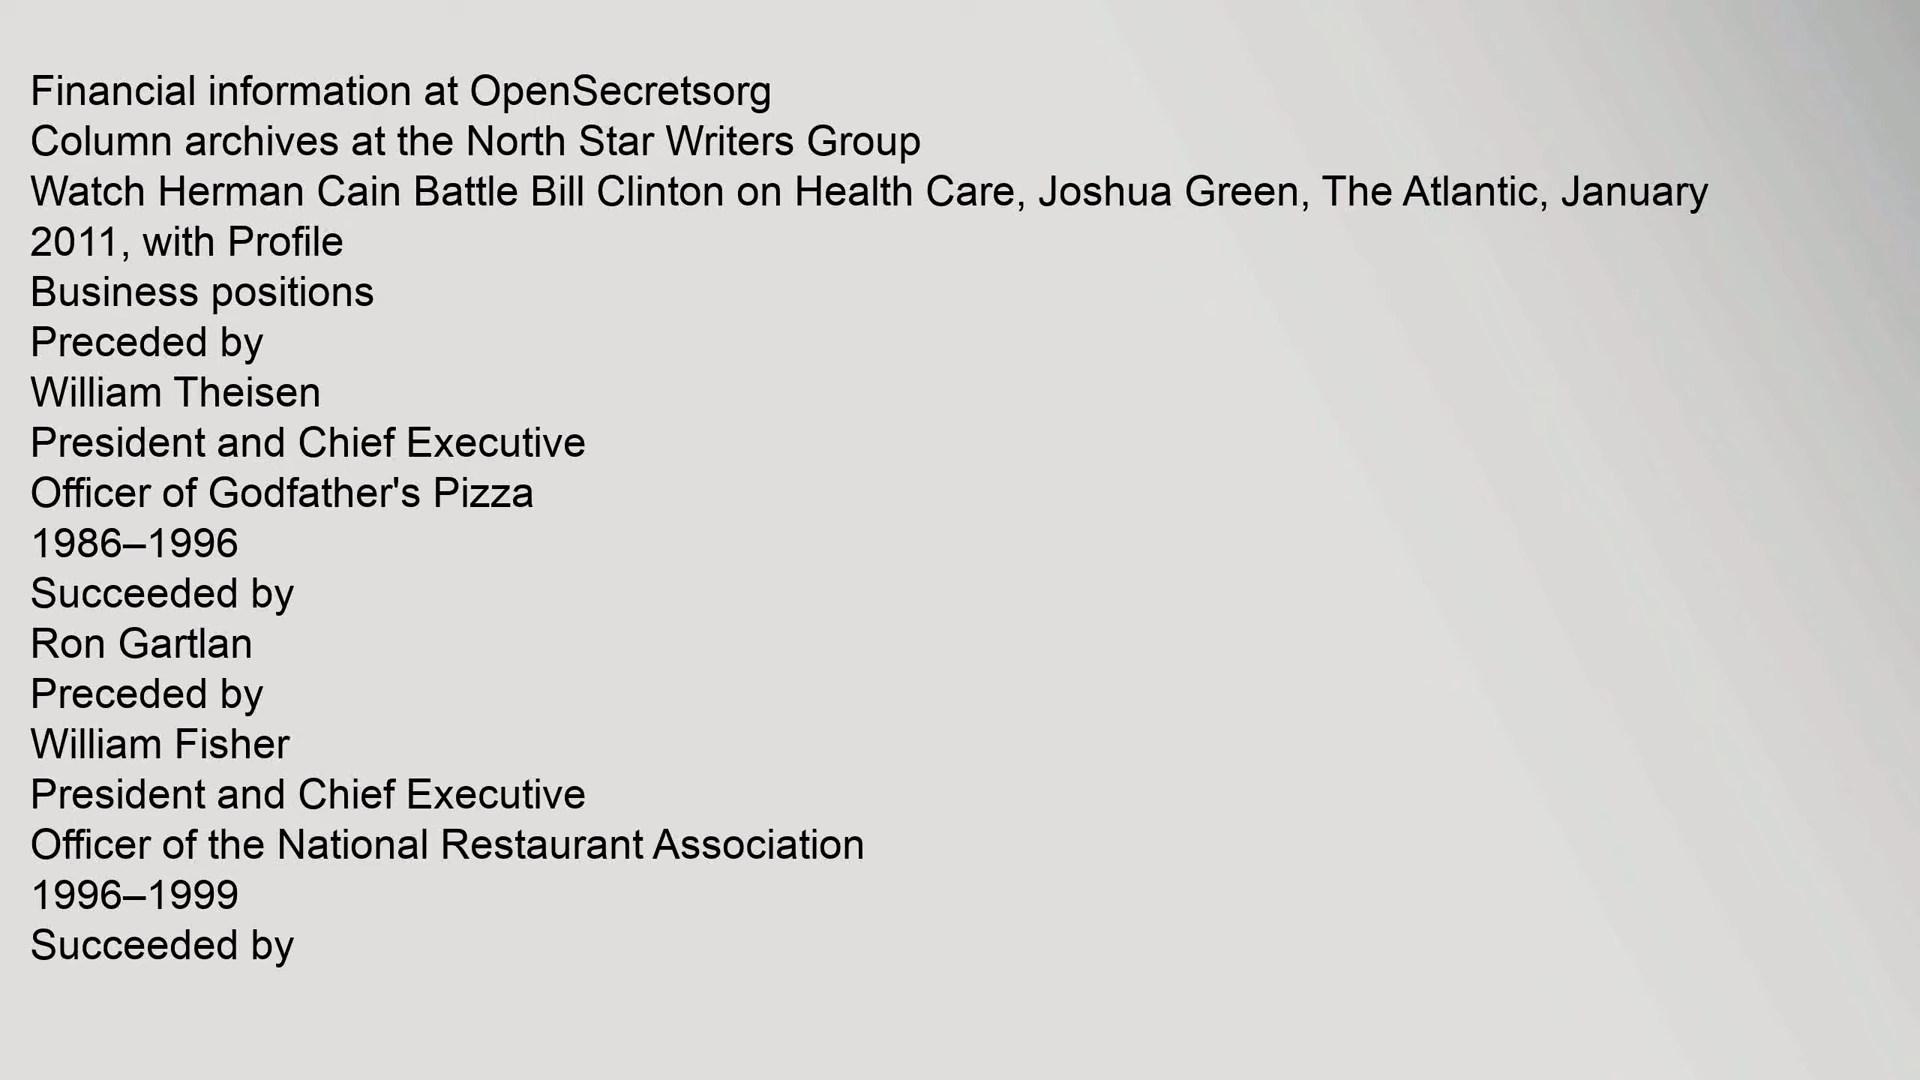 Financial information at OpenSecretsorg
Column archives at the North Star Writers Group
Watch Herman Cain Battle Bill Clinton on Health Care, Joshua Green, The Atlantic, January
2011, with Profile
Business positions
Preceded by
William Theisen
President and Chief Executive
Officer of Godfather's Pizza
1986–1996
Succeeded by
Ron Gartlan
Preceded by
William Fisher
President and Chief Executive
Officer of the National Restaurant Association
1996–1999
Succeeded by